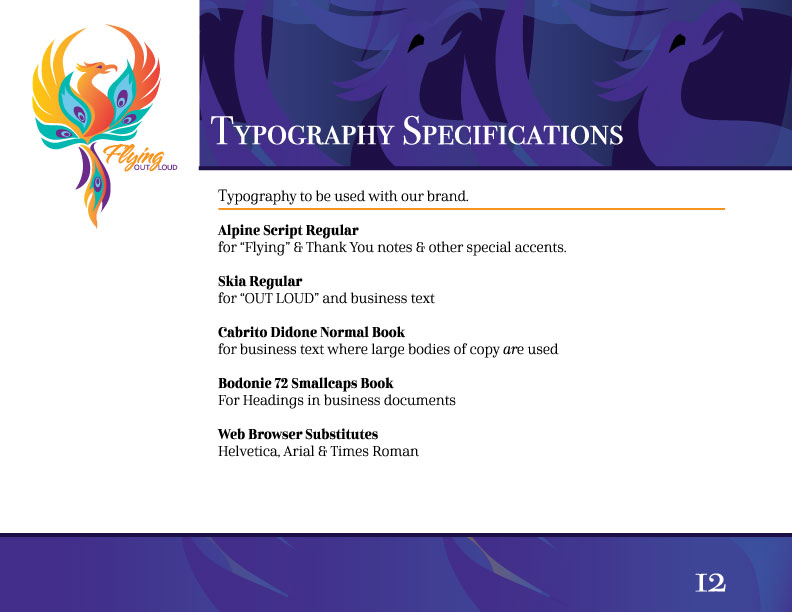 Flying
OUT LOUD
Typography Specifications
Typography to be used with our brand.
Alpine Script Regular
for “Flying” & Thank You notes & other special accents.
Skia Regular
for “OUT LOUD” and business text
Cabrito Didone Normal Book
for business text where large bodies of copy are used
Bodonie 72 Smallcaps Book
For Headings in business documents
Web Browser Substitutes
Helvetica, Arial & Times Roman
12